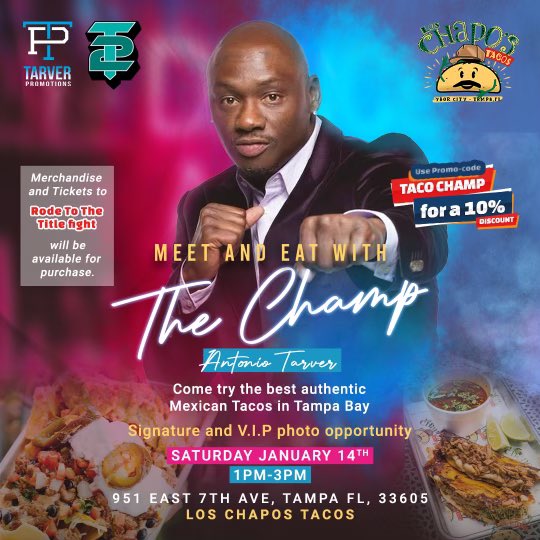 TARVER
PROMOTIONS
CHAPO'S
TACOS
YBOR CITY - TEMPA.FL
Merchandise
and Tickets to
Rode To The
Title fight
will be
available for
purchase.
Use Promo-code
TACO CHAMP
for a 10%
DISCOUNT
MEET AND EAT WITH
The Champ
Antonio Tarver
Come try the best authentic
Mexican Tacos in Tampa Bay
Signature and V.I.P photo opportunity
SATURDAY JANUARY 14TH
1PM-3PM
951 EAST 7TH AVE, TAMPA FL, 33605
LOS CHAPOS TACOS